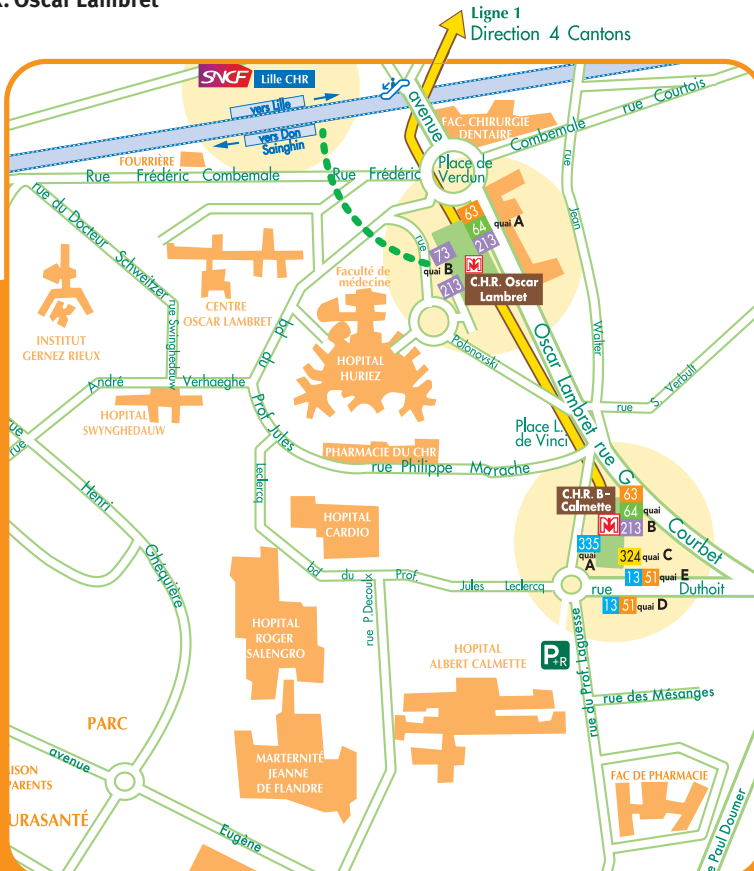 Oscar Lambret
Ligne 1
Direction 4 Cantons
SNCF
Lille CHR
vers Lille
vers Don
Sainghin
avenue
FAC. CHIRURGIE
DENTAIRE
Combemale
rue Courtois
FOURRIÈRE
Rue Frédéric Combemale
Rue Frédéric
Place de
Verdun
rue
Jean
Walter
rue du Docteur
Schweitzer
63
64
213
quai A
73
quai B
213
rue
M
C.H.R. Oscar
Lambret
Faculté de
médecine
CENTRE
OSCAR LAMBRET
INSTITUT
GERNEZ RIEUX
rue Swinghedauw
HOPITAL
HURIEZ
bd du
Prof Jules
Leclercq
Polonovski
Oscar Lambret
André Verhaeghe
HOPITAL
SWYNGHEDAUW
rue S. Verbult
Place L.
de Vinci
rue G
Courbet
rue
rue
PHARMACIE DU CHR
rue Philippe Marache
C.H.R. B-
Calmette
63
64
quai
M
213
B
335
quai
A
324
quai C
13
51
quai E
rue Duthoit
13
51
quai D
Henri
Ghéquière
HOPITAL
CARDIO
bd du Prof. Jules Leclercq
rue P.Decoulx
HOPITAL
ROGER
SALENGRO
HOPITAL
ALBERT CALMETTE
P+R
rue du Prof. Laguesse
rue des Mésanges
PARC
avenue
ISON
PARENTS
URASANTÉ
Eugène
MARTERNITÉ
JEANNE
DE FLANDRE
FAC DE PHARMACIE
e Paul Doumer